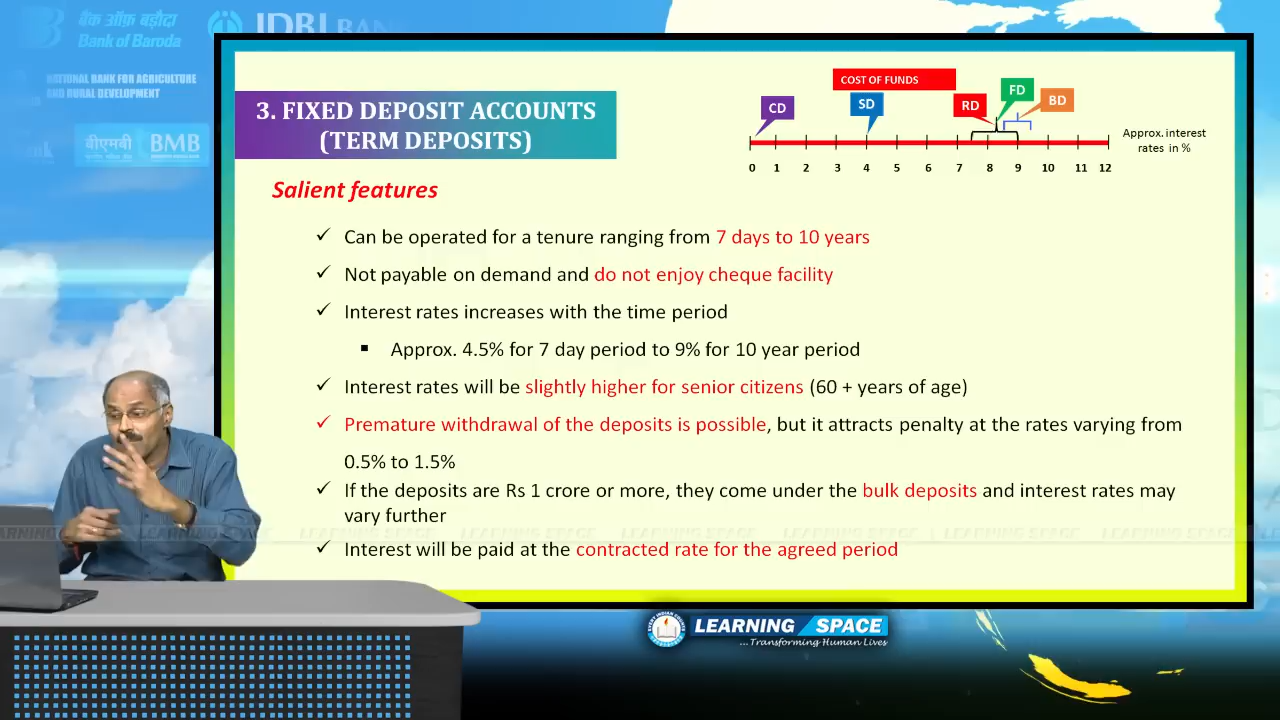 बैंक ऑफ़ बड़ौदा
Bank of Baroda
IDBI BANK
NATIONAL BANK FOR AGRICULTURE
AND RURAL DEVELOPMENT
वीएमबी
BMB
3. FIXED DEPOSIT ACCOUNTS
(TERM DEPOSITS)
COST OF FUNDS
CD
SD
RD
FD
BD
Approx. interest
rates in %
0 1 2 3 4 5 6 7 8 9 10 11 12
Salient features
✓ Can be operated for a tenure ranging from 7 days to 10 years
✓ Not payable on demand and do not enjoy cheque facility
✓ Interest rates increases with the time period
▪ Approx. 4.5% for 7 day period to 9% for 10 year period
✓ Interest rates will be slightly higher for senior citizens (60 + years of age)
✓ Premature withdrawal of the deposits is possible, but it attracts penalty at the rates varying from
0.5% to 1.5%
✓ If the deposits are Rs 1 crore or more, they come under the bulk deposits and interest rates may
vary further
✓ Interest will be paid at the contracted rate for the agreed period
LEARNING SPACE
...Transforming Human Lives